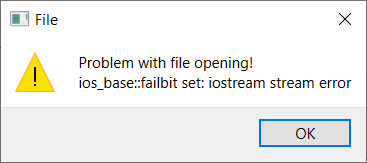 File
Problem with file opening!
ios_base::failbit set: iostream stream error
OK